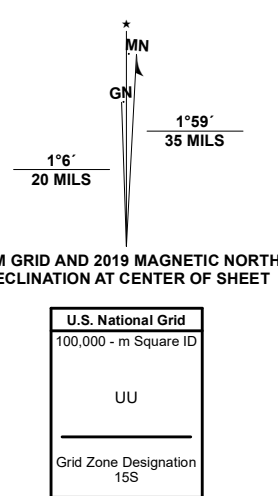 ★
MN
GN
1°59´
35 MILS
1°6´
20 MILS
M GRID AND 2019 MAGNETIC NORTH
ECLINATION AT CENTER OF SHEET
U.S. National Grid
100,000 - m Square ID
UU
Grid Zone Designation
15S